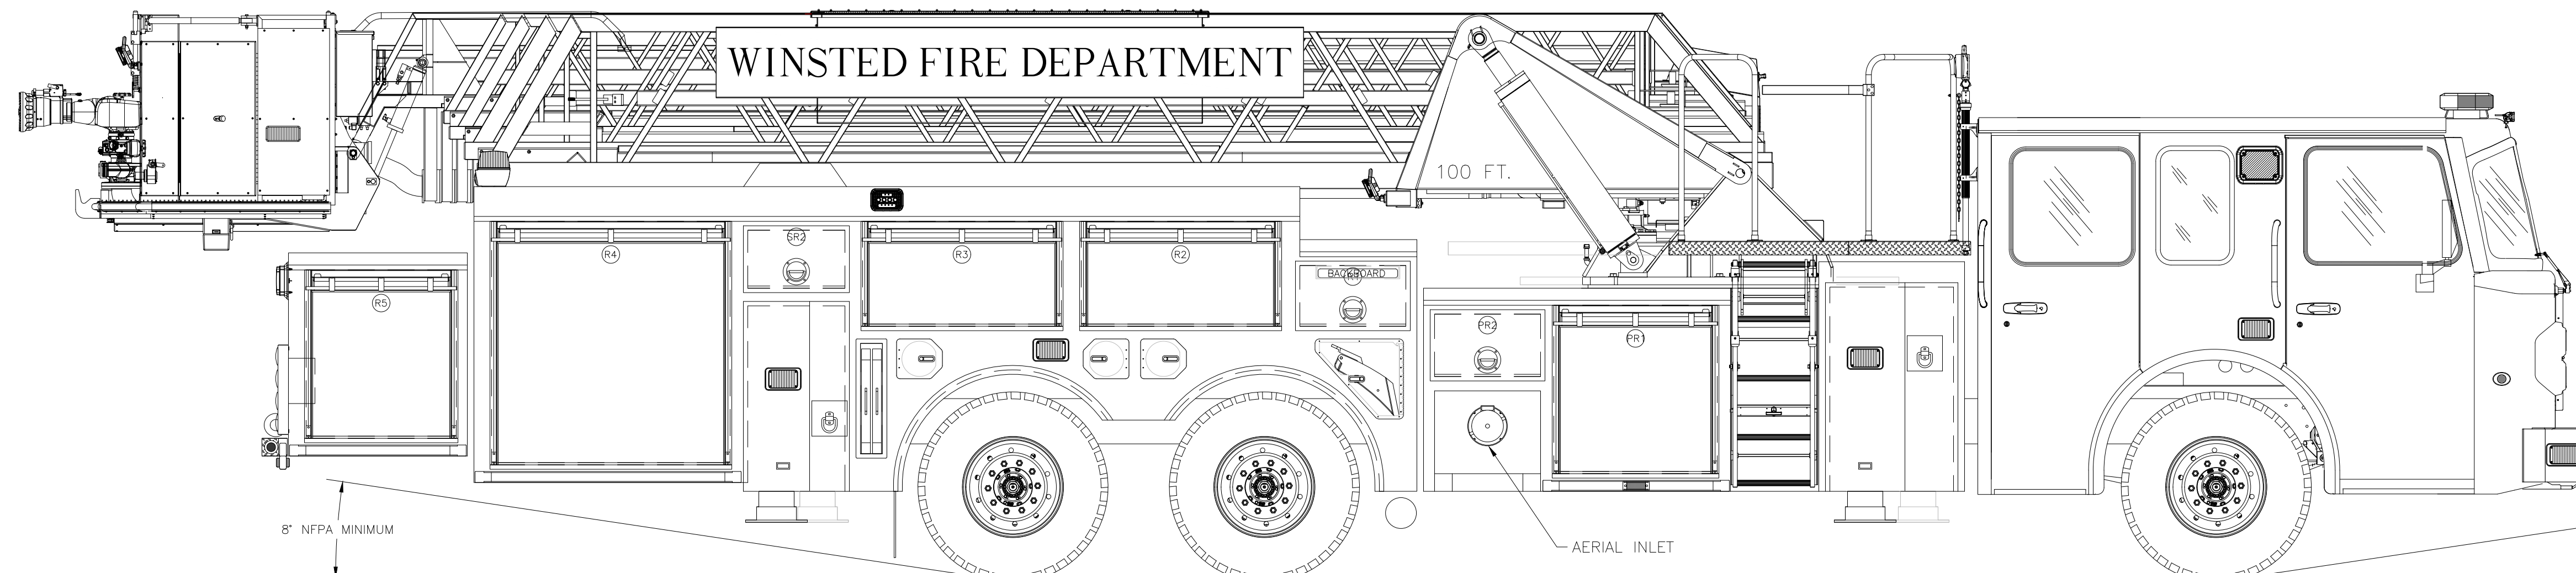 WINSTED FIRE DEPARTMENT
100 FT.
SR2
R4
R3
R2
BACKBOARD
R5
PR2
PR1
8° NFPA MINIMUM
AERIAL INLET